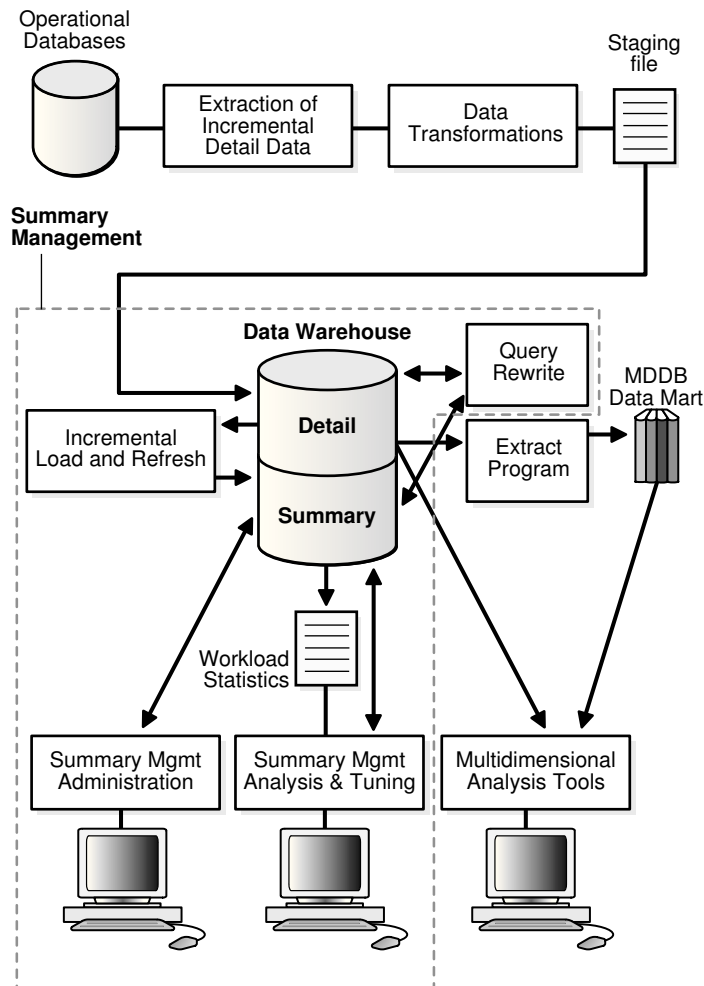 Operational
Databases
Extraction of
Incremental
Detail Data
Data
Transformations
Staging
file
Summary
Management
Data Warehouse
Query
Rewrite
MDDB
Data Mart
Detail
Incremental
Load and Refresh
Extract
Program
Summary
Workload
Statistics
Summary Mgmt
Administration
Summary Mgmt
Analysis & Tuning
Multidimensional
Analysis Tools